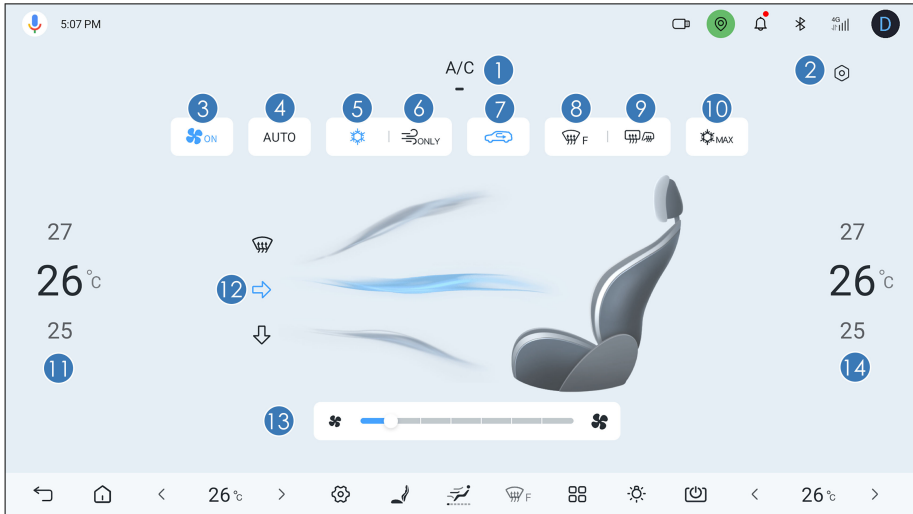 5:07 PM
4G
D
A/C 1
2
3 4 5 6 7 8 9 10
ON AUTO ONLY F MAX
27 27
26°C 26°C
12
25 25
11 14
13
26°C F 26°C